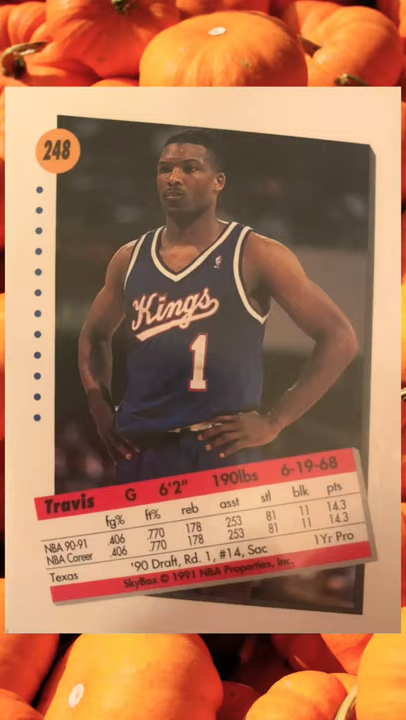 248
Kings
1
Travis G 6'2" 190lbs 6-19-68
fg% ft% reb asst stl blk pts
NBA 90-91 .406 .770 178 253 81 11 14.3
NBA Career .406 .770 178 253 81 11 14.3
Texas '90 Draft, Rd. 1, #14, Sac 1Yr Pro
SkyBox © 1991 NBA Properties, Inc.